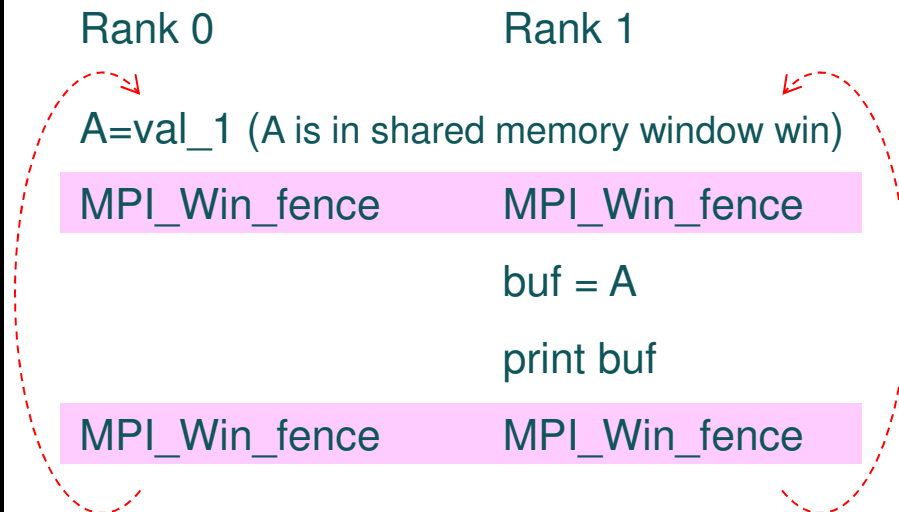 Rank 0 Rank 1
A=val_1 (A is in shared memory window win)
MPI_Win_fence MPI_Win_fence
buf = A
print buf
MPI_Win_fence MPI_Win_fence